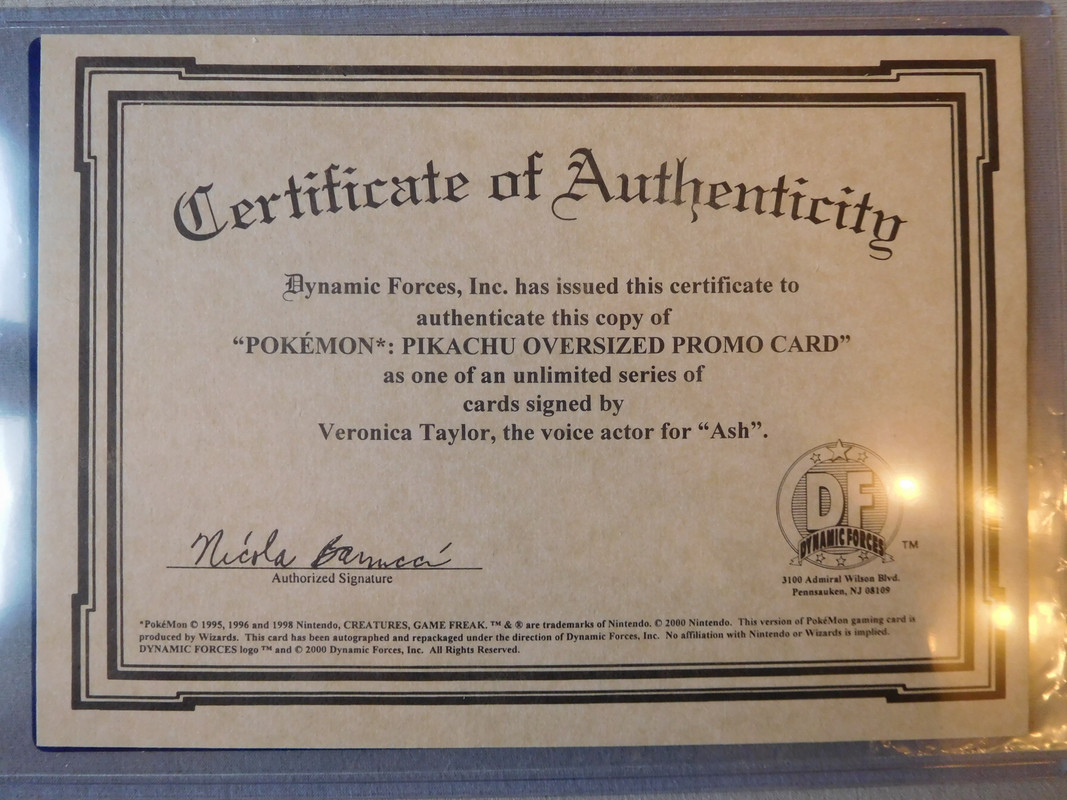 Certificate of Authenticity
Dynamic Forces, Inc. has issued this certificate to
authenticate this copy of
“POKÉMON*: PIKACHU OVERSIZED PROMO CARD”
as one of an unlimited series of
cards signed by
Veronica Taylor, the voice actor for “Ash”.
Nicola Barrucci
Authorized Signature
DF
DYNAMIC FORCES
TM
3100 Admiral Wilson Blvd.
Pennsauken, NJ 08109
*PokéMon © 1995, 1996 and 1998 Nintendo, CREATURES, GAME FREAK. ™ & ® are trademarks of Nintendo. © 2000 Nintendo. This version of PokéMon gaming card is
produced by Wizards. This card has been autographed and repackaged under the direction of Dynamic Forces, Inc. No affiliation with Nintendo or Wizards is implied.
DYNAMIC FORCES logo ™ and © 2000 Dynamic Forces, Inc. All Rights Reserved.